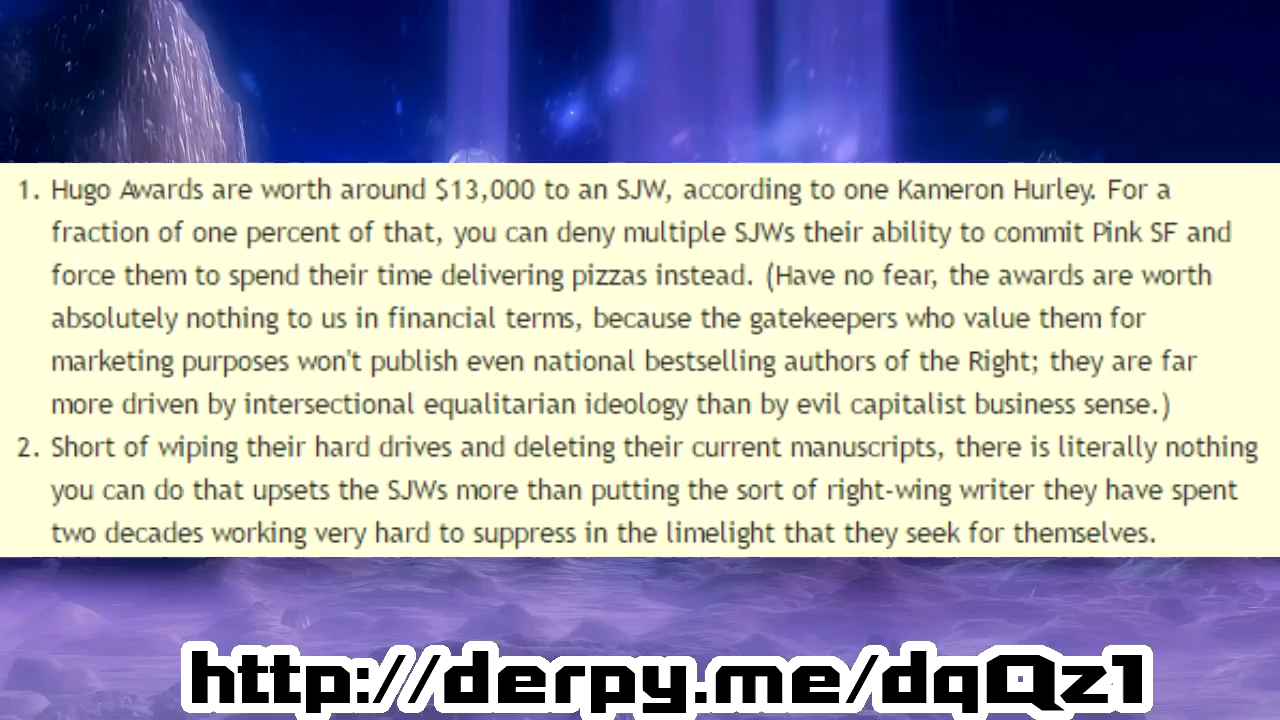 1. Hugo Awards are worth around $13,000 to an SJW, according to one Kameron Hurley. For a
fraction of one percent of that, you can deny multiple SJWs their ability to commit Pink SF and
force them to spend their time delivering pizzas instead. (Have no fear, the awards are worth
absolutely nothing to us in financial terms, because the gatekeepers who value them for
marketing purposes won't publish even national bestselling authors of the Right; they are far
more driven by intersectional equalitarian ideology than by evil capitalist business sense.)
2. Short of wiping their hard drives and deleting their current manuscripts, there is literally nothing
you can do that upsets the SJWs more than putting the sort of right-wing writer they have spent
two decades working very hard to suppress in the limelight that they seek for themselves.
http://derpy.me/dqQz1